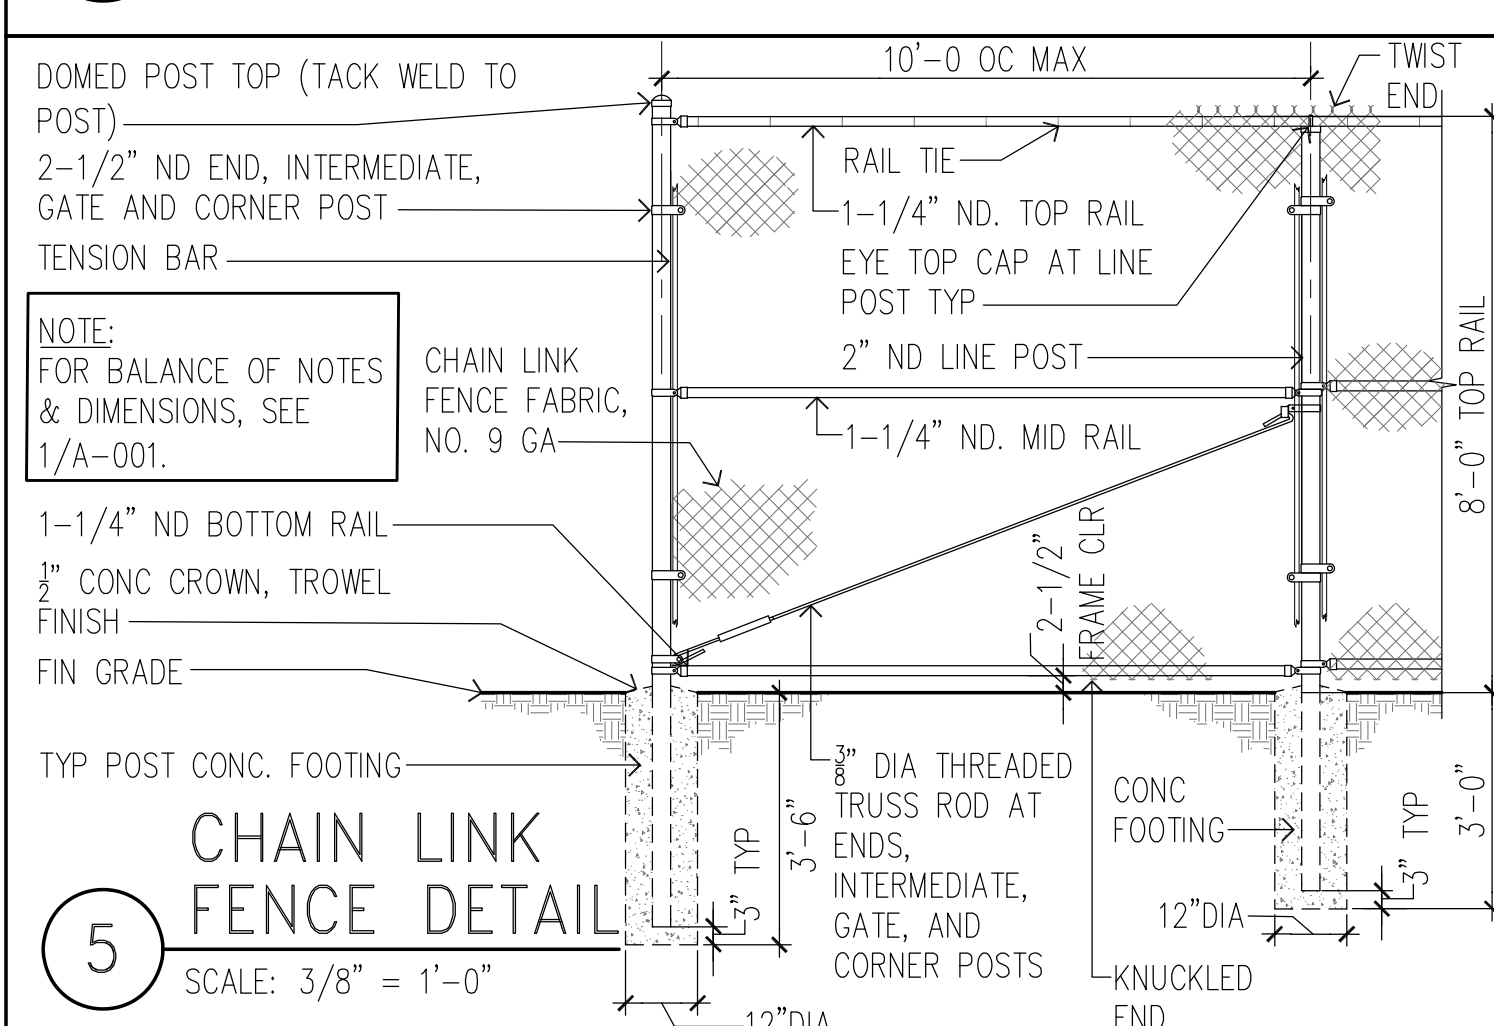 DOMED POST TOP (TACK WELD TO
POST)
2-1/2" ND END, INTERMEDIATE,
GATE AND CORNER POST
TENSION BAR
NOTE:
FOR BALANCE OF NOTES
& DIMENSIONS, SEE
1/A-001.
CHAIN LINK
FENCE FABRIC,
NO. 9 GA
1-1/4" ND BOTTOM RAIL
1/2" CONC CROWN, TROWEL
FINISH
FIN GRADE
TYP POST CONC. FOOTING
10'-0 OC MAX
TWIST
END
RAIL TIE
1-1/4" ND. TOP RAIL
EYE TOP CAP AT LINE
POST TYP
2" ND LINE POST
1-1/4" ND. MID RAIL
8'-0" TOP RAIL
2-1/2"
FRAME CLR
3/8" DIA THREADED
TRUSS ROD AT
ENDS,
INTERMEDIATE,
GATE, AND
CORNER POSTS
3" TYP
3'-6"
CONC
FOOTING
3" TYP
3'-0"
12"DIA
12"DIA
KNUCKLED
END
5
CHAIN LINK
FENCE DETAIL
SCALE: 3/8" = 1'-0"